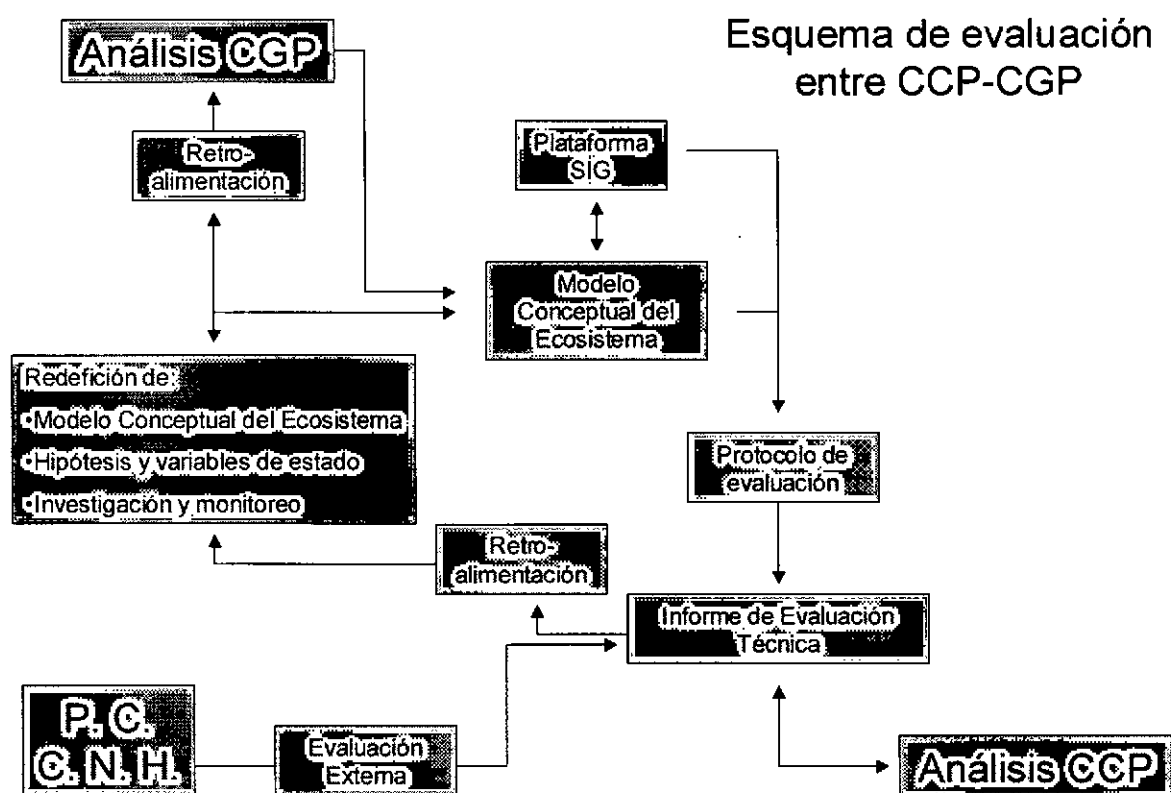 Esquema de evaluación
entre CCP-CGP
Análisis CGP
Retro-
alimentación
Plataforma
SIG
Modelo
Conceptual del
Ecosistema
Redefición de:
•Modelo Conceptual del Ecosistema
•Hipótesis y variables de estado
•Investigación y monitoreo
Protocolo de
evaluación
Retro-
alimentación
Informe de Evaluación
Técnica
P. C.
C. N. H.
Evaluación
Externa
Análisis CCP